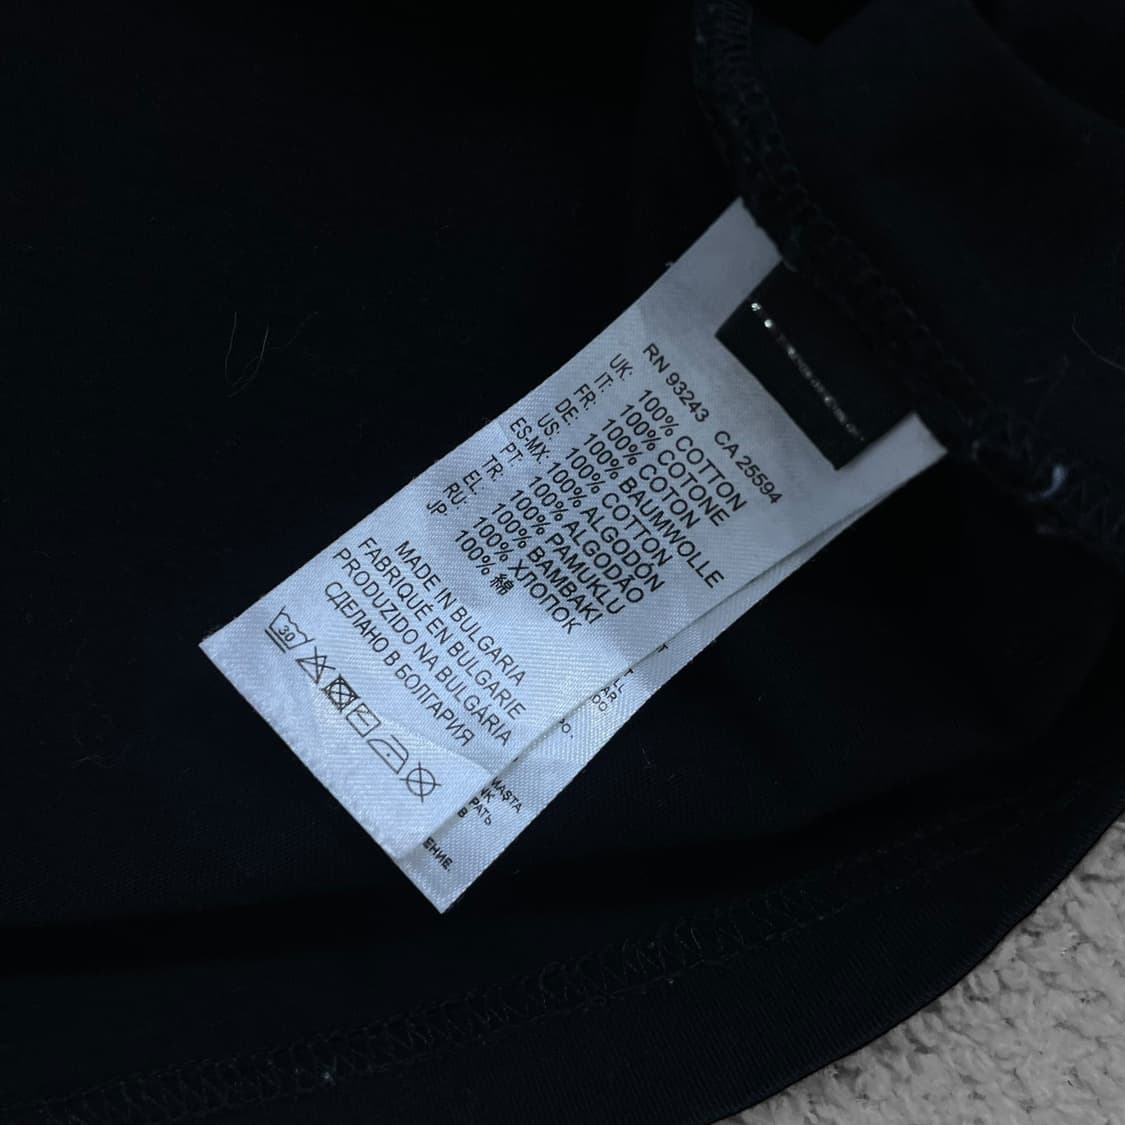 RN 93243 CA 25594
UK: 100% COTTON
IT: 100% COTONE
FR: 100% COTON
DE: 100% BAUMWOLLE
US: 100% COTTON
ES-MX: 100% ALGODÓN
PT: 100% ALGODAO
TR: 100% PAMUKLU
EL: 100% BAMBAKI
RU: 100% ХЛОПОК
JP 100% 綿
MADE IN BULGARIA
FABRIQUÉ EN BULGARIE
PRODUZIDO NA BULGÁRIA
СДЕЛАНО В БОЛГАРИЯ
30